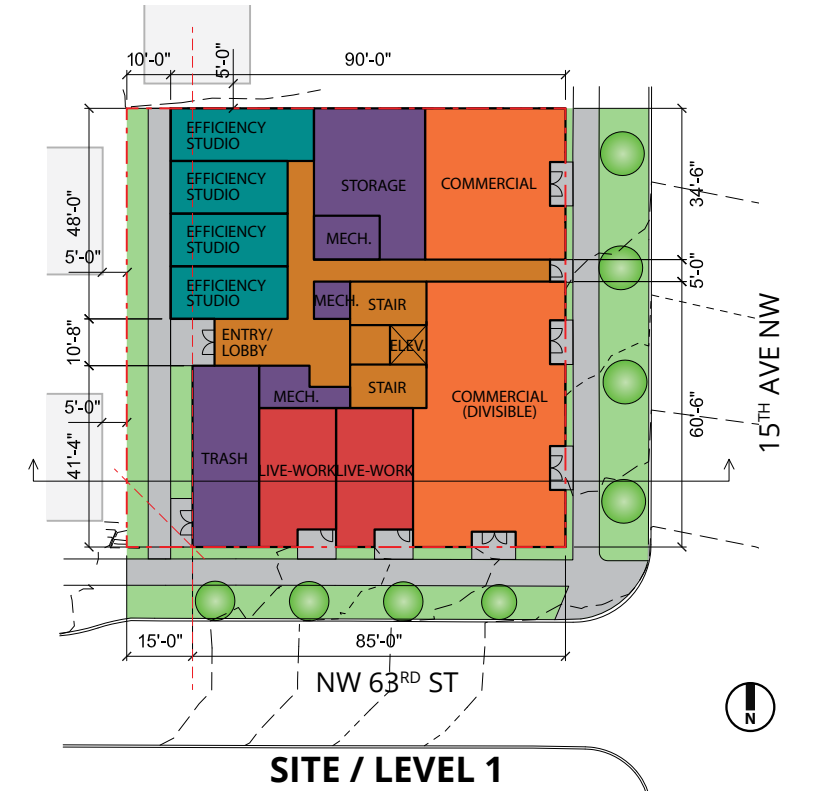 10'-0"
5'-0"
90'-0"
EFFICIENCY
STUDIO
EFFICIENCY
STUDIO
EFFICIENCY
STUDIO
EFFICIENCY
STUDIO
STORAGE
COMMERCIAL
MECH.
48'-0"
5'-0"
10'-8"
5'-0"
41'-4"
34'-6"
5'-0"
60'-6"
MECH.
STAIR
ENTRY/
LOBBY
ELEV.
STAIR
MECH.
COMMERCIAL
(DIVISIBLE)
TRASH
LIVE-WORK
LIVE-WORK
15TH AVE NW
15'-0"
85'-0"
NW 63RD ST
N
SITE / LEVEL 1